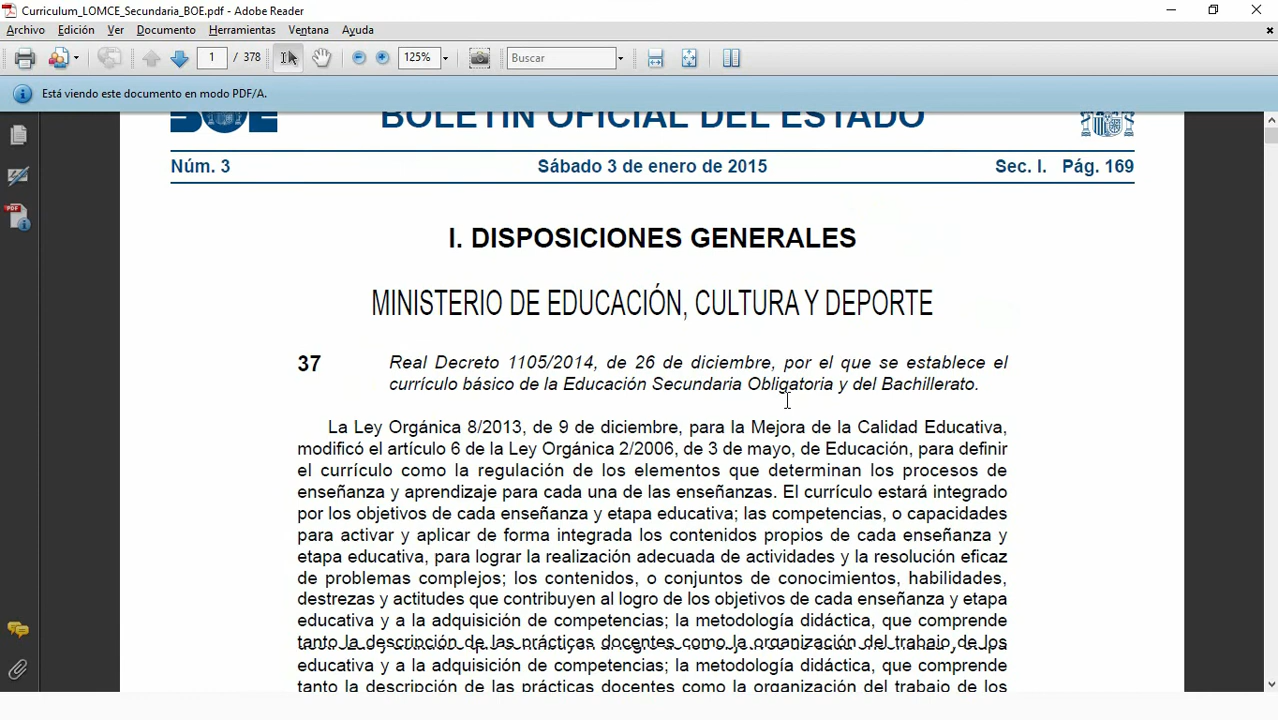 Curriculum_LOMCE_Secundaria_BOE.pdf - Adobe Reader
Archivo Edición Ver Documento Herramientas Ventana Ayuda
1 / 378 125% Buscar
Está viendo este documento en modo PDF/A.
BOE BOLETÍN OFICIAL DEL ESTADO
Núm. 3 Sábado 3 de enero de 2015 Sec. I. Pág. 169
I. DISPOSICIONES GENERALES
MINISTERIO DE EDUCACIÓN, CULTURA Y DEPORTE
37 Real Decreto 1105/2014, de 26 de diciembre, por el que se establece el
currículo básico de la Educación Secundaria Obligatoria y del Bachillerato.
La Ley Orgánica 8/2013, de 9 de diciembre, para la Mejora de la Calidad Educativa,
modificó el artículo 6 de la Ley Orgánica 2/2006, de 3 de mayo, de Educación, para definir
el currículo como la regulación de los elementos que determinan los procesos de
enseñanza y aprendizaje para cada una de las enseñanzas. El currículo estará integrado
por los objetivos de cada enseñanza y etapa educativa; las competencias, o capacidades
para activar y aplicar de forma integrada los contenidos propios de cada enseñanza y
etapa educativa, para lograr la realización adecuada de actividades y la resolución eficaz
de problemas complejos; los contenidos, o conjuntos de conocimientos, habilidades,
destrezas y actitudes que contribuyen al logro de los objetivos de cada enseñanza y etapa
educativa y a la adquisición de competencias; la metodología didáctica, que comprende
tanto la descripción de las prácticas docentes como la organización del trabajo de los
educativa y a la adquisición de competencias; la metodología didáctica, que comprende
tanto la descripción de las prácticas docentes como la organización del trabajo de los